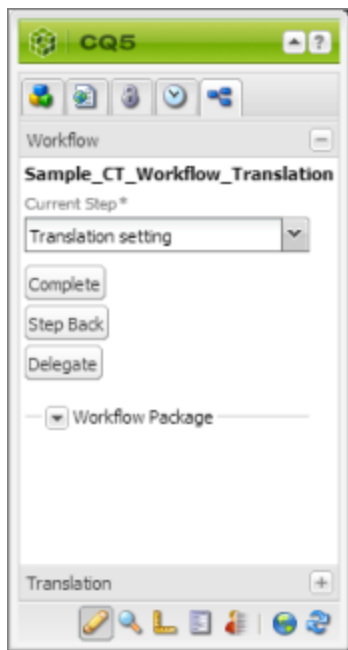 CQ5
?
Workflow
Sample_CT_Workflow_Translation
Current Step*
Translation setting
Complete
Step Back
Delegate
Workflow Package
Translation